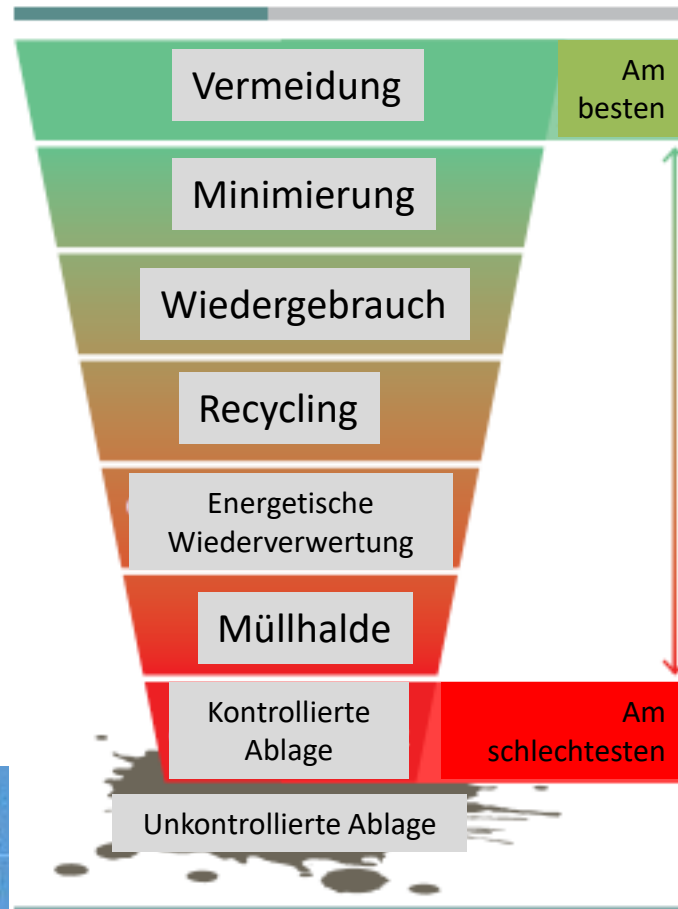 Vermeidung
Am
besten
Minimierung
Wiedergebrauch
Recycling
Energetische
Wiederverwertung
Müllhalde
Kontrollierte
Ablage
Am
schlechtesten
Unkontrollierte Ablage